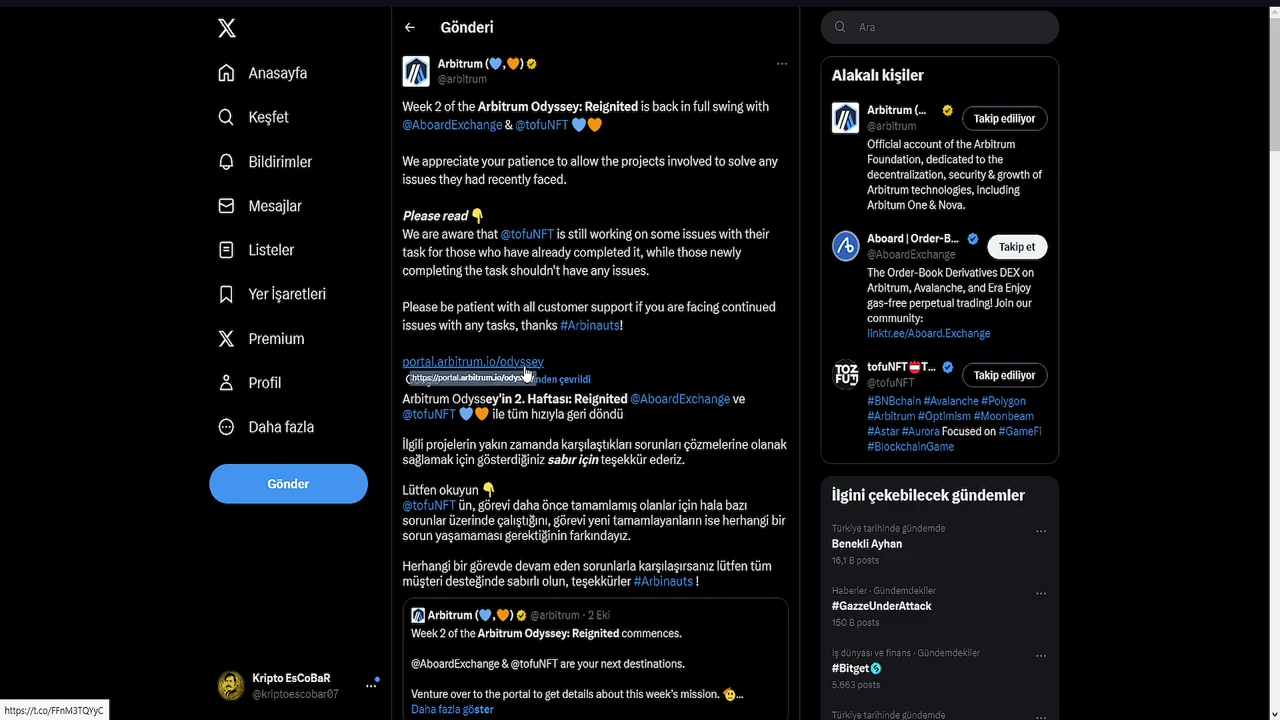 Anasayfa
Keşfet
Bildirimler
Mesajlar
Listeler
Yer İşaretleri
Premium
Profil
Daha fazla
Gönder
Kripto EsCoBaR
@kriptoescobar07
https://t.co/FFnM3TQYyC
Gönderi
Arbitrum (💙,🧡)
@arbitrum
Week 2 of the Arbitrum Odyssey: Reignited is back in full swing with
@AboardExchange & @tofuNFT 💙🧡
We appreciate your patience to allow the projects involved to solve any
issues they had recently faced.
Please read 👇
We are aware that @tofuNFT is still working on some issues with their
task for those who have already completed it, while those newly
completing the task shouldn't have any issues.
Please be patient with all customer support if you are facing continued
issues with any tasks, thanks #Arbinauts!
portal.arbitrum.io/odyssey
https://portal.arbitrum.io/odys
nden çevrildi
Arbitrum Odyssey'in 2. Haftası: Reignited @AboardExchange ve
@tofuNFT 💙🧡 ile tüm hızıyla geri döndü
İlgili projelerin yakın zamanda karşılaştıkları sorunları çözmelerine olanak
sağlamak için gösterdiğiniz sabır için teşekkür ederiz.
Lütfen okuyun 👇
@tofuNFT ün, görevi daha önce tamamlamış olanlar için hala bazı
sorunlar üzerinde çalıştığını, görevi yeni tamamlayanların ise herhangi bir
sorun yaşamaması gerektiğinin farkındayız.
Herhangi bir görevde devam eden sorunlarla karşılaşırsanız lütfen tüm
müşteri desteğinde sabırlı olun, teşekkürler #Arbinauts !
Arbitrum (💙,🧡) @arbitrum · 2 Eki
Week 2 of the Arbitrum Odyssey: Reignited commences.
@AboardExchange & @tofuNFT are your next destinations.
Venture over to the portal to get details about this week's mission. 🫡...
Daha fazla göster
Ara
Alakalı kişiler
Arbitrum (...
@arbitrum
Takip ediliyor
Official account of the Arbitrum
Foundation, dedicated to the
decentralization, security & growth of
Arbitrum technologies, including
Arbitum One & Nova.
Aboard | Order-B...
@AboardExchange
Takip et
The Order-Book Derivatives DEX on
Arbitrum, Avalanche, and Era Enjoy
gas-free perpetual trading! Join our
community:
linktr.ee/Aboard.Exchange
TOZ
FUŃ
tofuNFT T...
@tofuNFT
Takip ediliyor
#BNBchain #Avalanche #Polygon
#Arbitrum #Optimism #Moonbeam
#Astar #Aurora Focused on #GameFI
#BlockchainGame
İlgini çekebilecek gündemler
Türkiye tarihinde gündemde
Benekli Ayhan
16,1 B posts
Haberler · Gündemdekiler
#GazzeUnderAttack
150 B posts
İş dünyası ve finans · Gündemdekiler
#Bitget
5.663 posts
Türkiye tarihinde gündemde